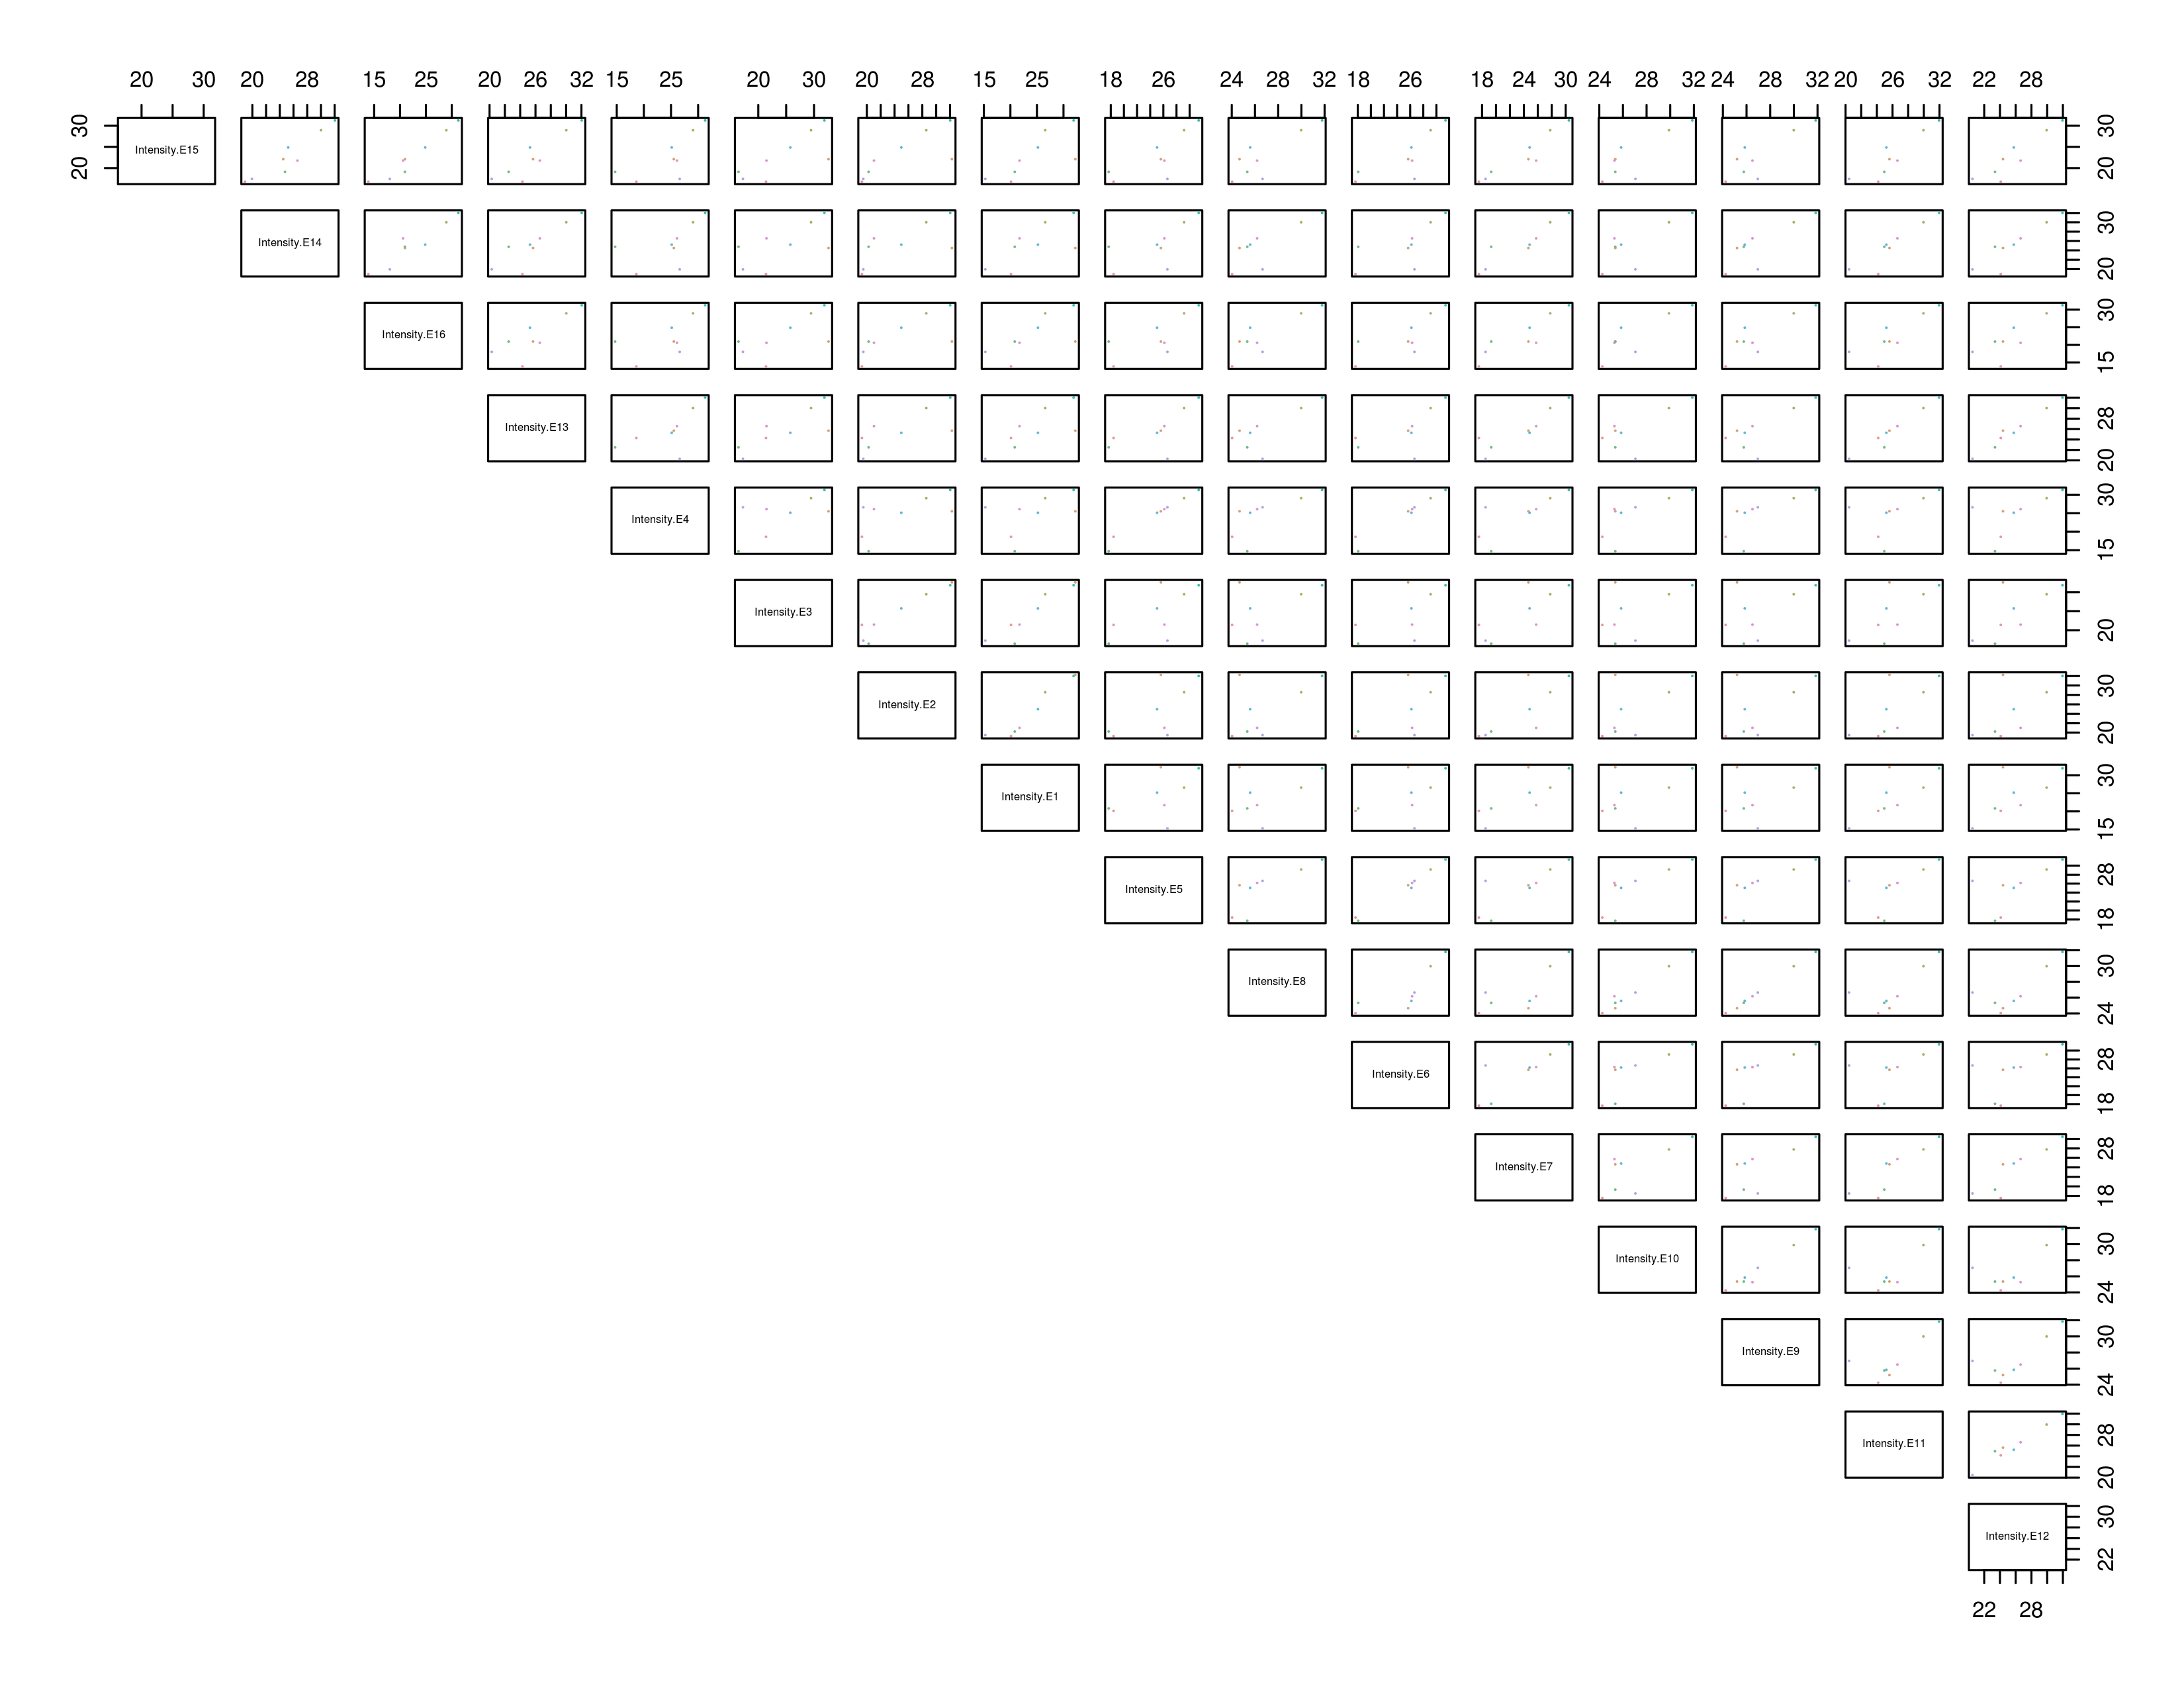 20 30 20 28 15 25 20 26 32 15 25 20 30 20 28 15 25 18 26 24 28 32 18 26 18 24 30 24 28 32 24 28 32 20 26 32 22 28
20 30 Intensity.E15 20 30
Intensity.E14 20 30
Intensity.E16 15 30
Intensity.E13 20 28
Intensity.E4 15 30
Intensity.E3 20
Intensity.E2 20 30
Intensity.E1 15 30
Intensity.E5 18 28
Intensity.E8 24 30
Intensity.E6 18 28
Intensity.E7 18 28
Intensity.E10 24 30
Intensity.E9 24 30
Intensity.E11 20 28
Intensity.E12 22 30
22 28